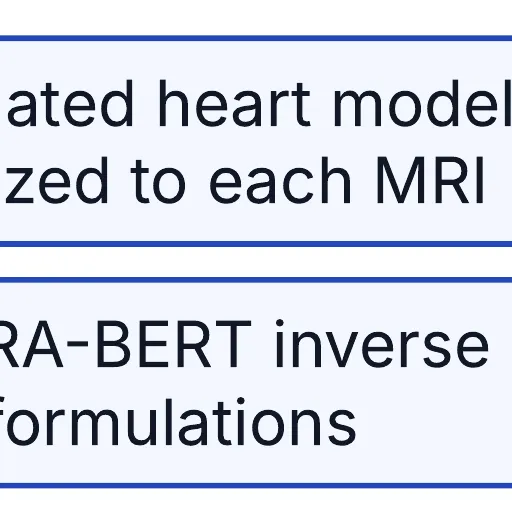 ated heart model
zed to each MRI
RA-BERT inverse
formulations